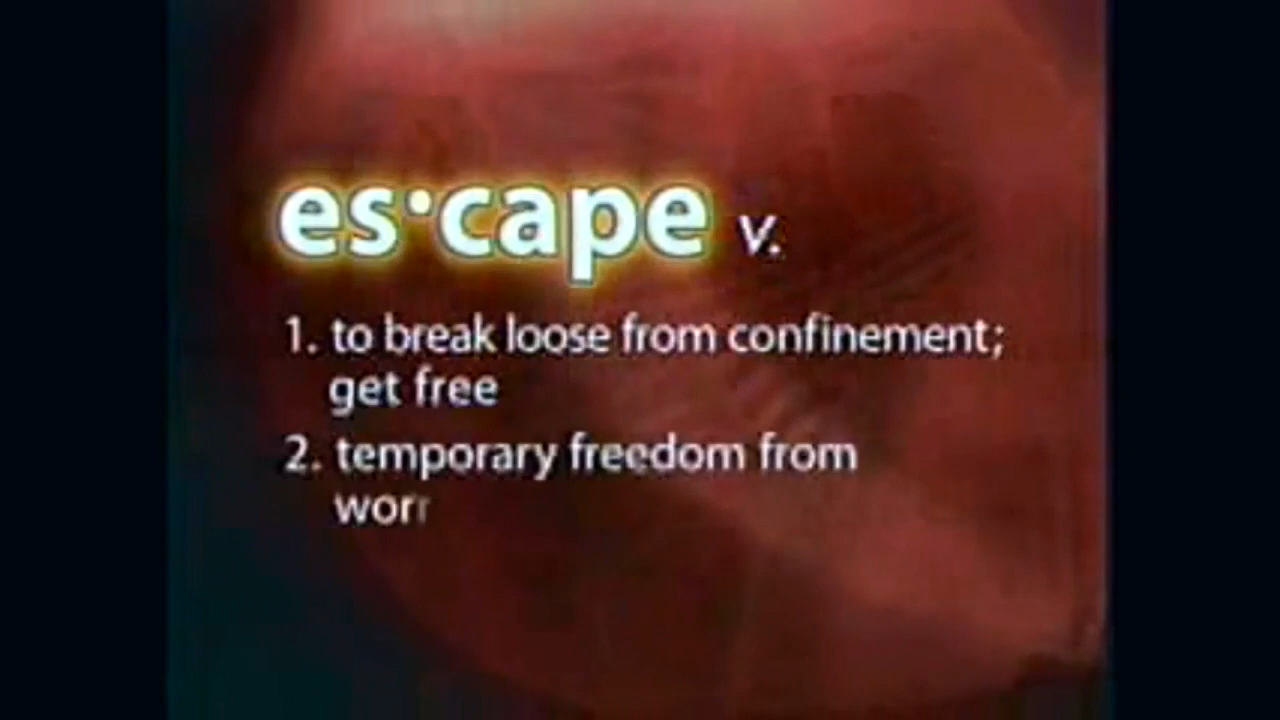 es·cape v.
1. to break loose from confinement;
get free
2. temporary freedom from
worr